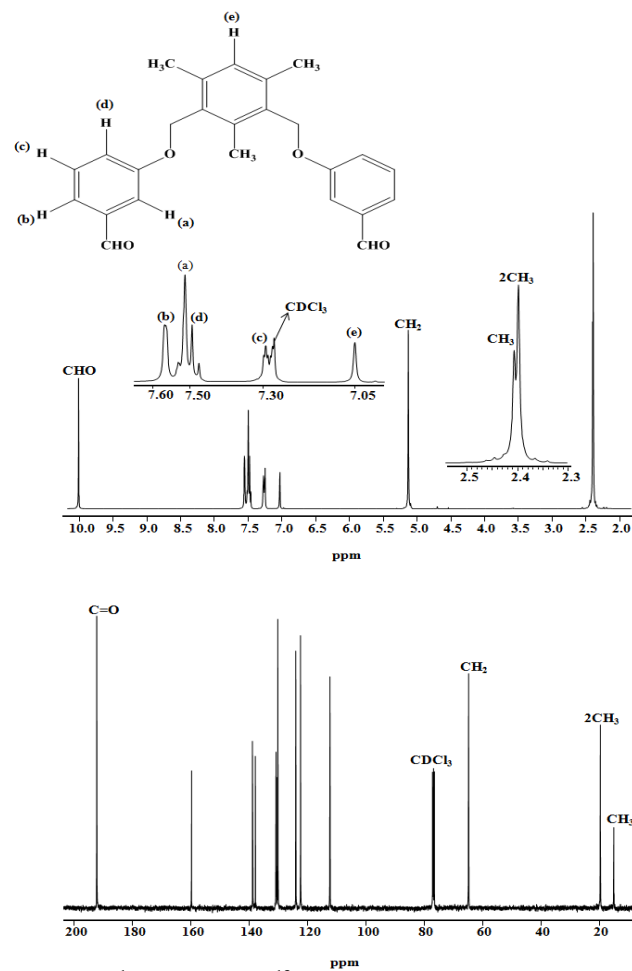 (e)
H
H₃C
CH₃
(d)
(c)
H
H
O
CH₃
O
(b)
H
H
(a)
CHO
CHO
(a)
(b)
(d)
(c)
CDCl₃
(e)
7.60
7.50
7.30
7.05
CHO
CH₂
2CH₃
CH₃
2.5
2.4
2.3
10.0
9.5
9.0
8.5
8.0
7.5
7.0
6.5
6.0
5.5
5.0
4.5
4.0
3.5
3.0
2.5
2.0
ppm
C=O
CH₂
CDCl₃
2CH₃
CH₃
200
180
160
140
120
100
80
60
40
20
ppm